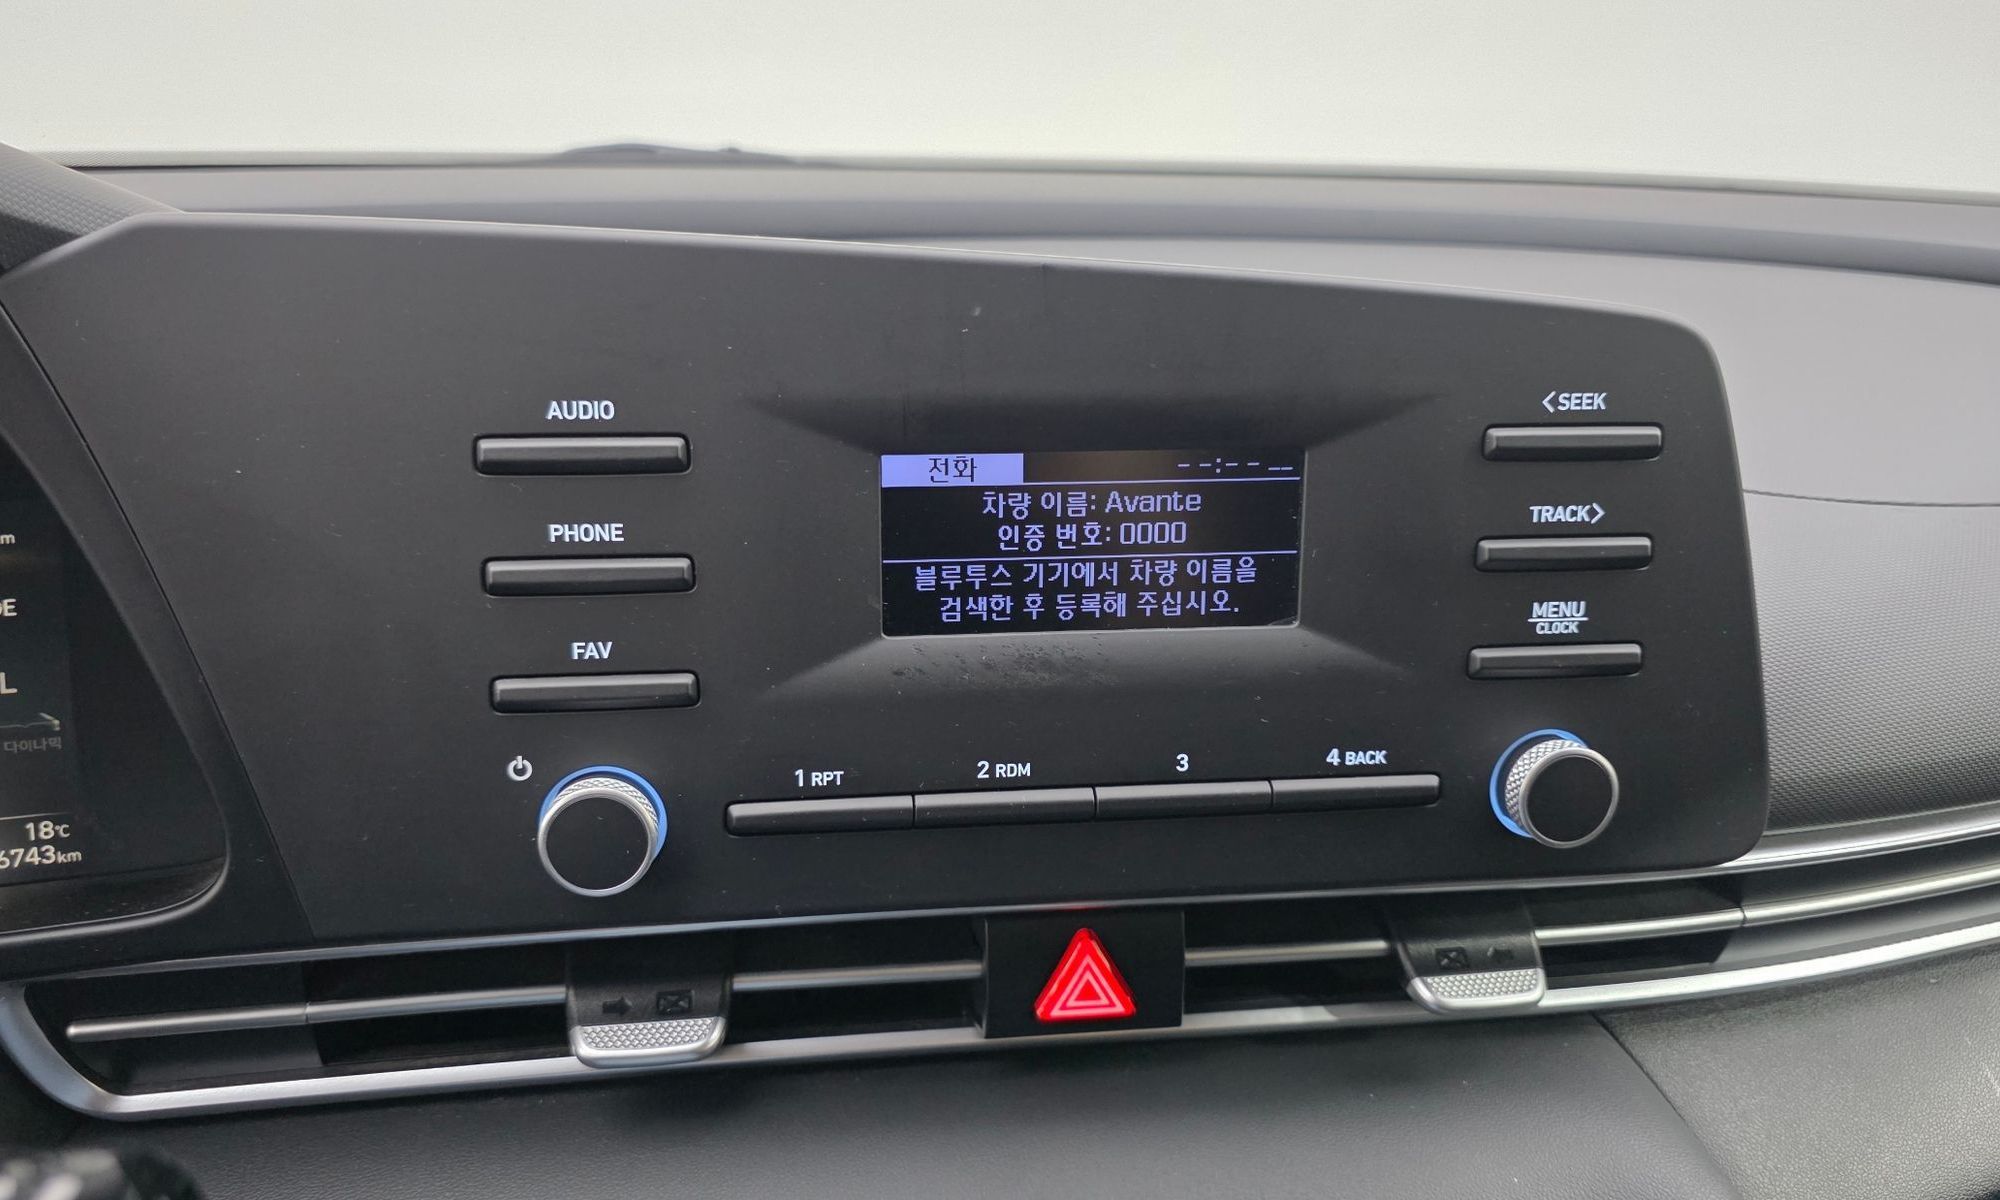 AUDIO
PHONE
FAV
전화
--:-- __
차량 이름: Avante
인증 번호: 0000
블루투스 기기에서 차량 이름을
검색한 후 등록해 주십시오.
<SEEK
TRACK>
MENU
CLOCK
1 RPT
2 RDM
3
4 BACK
다이나믹
18℃
6743km